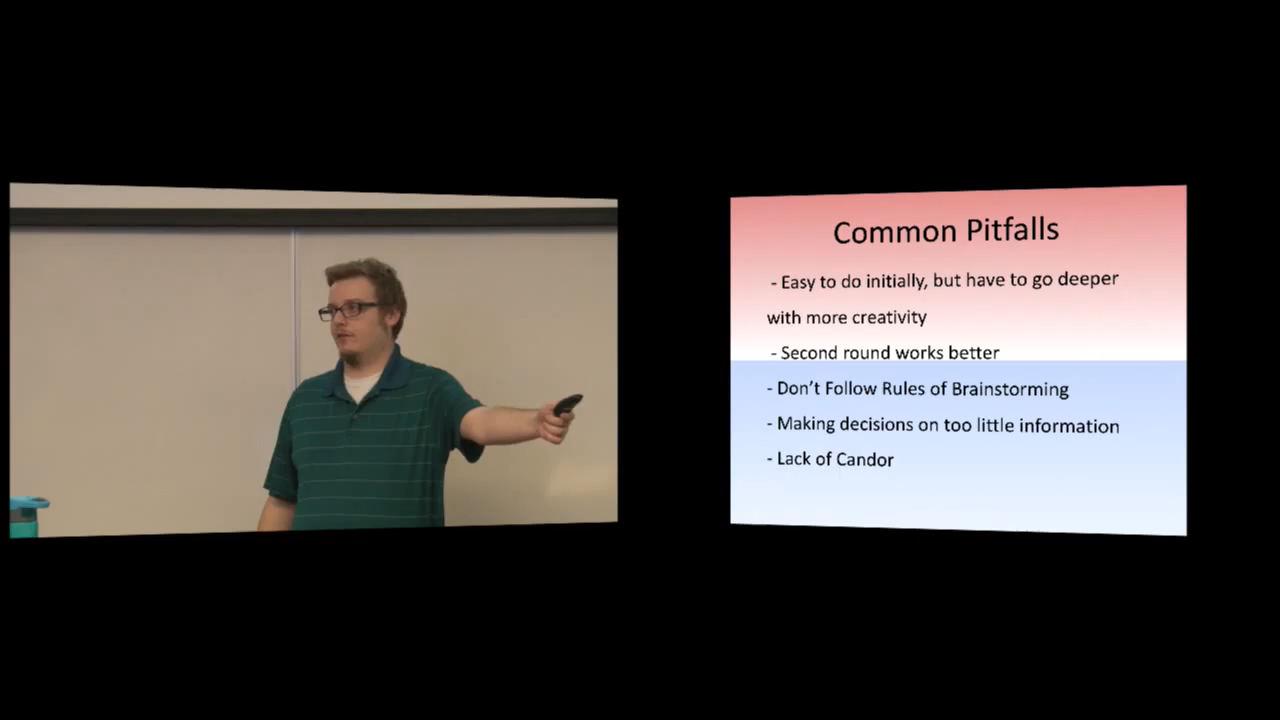 Common Pitfalls
- Easy to do initially, but have to go deeper
with more creativity
- Second round works better
- Don't Follow Rules of Brainstorming
- Making decisions on too little information
- Lack of Candor